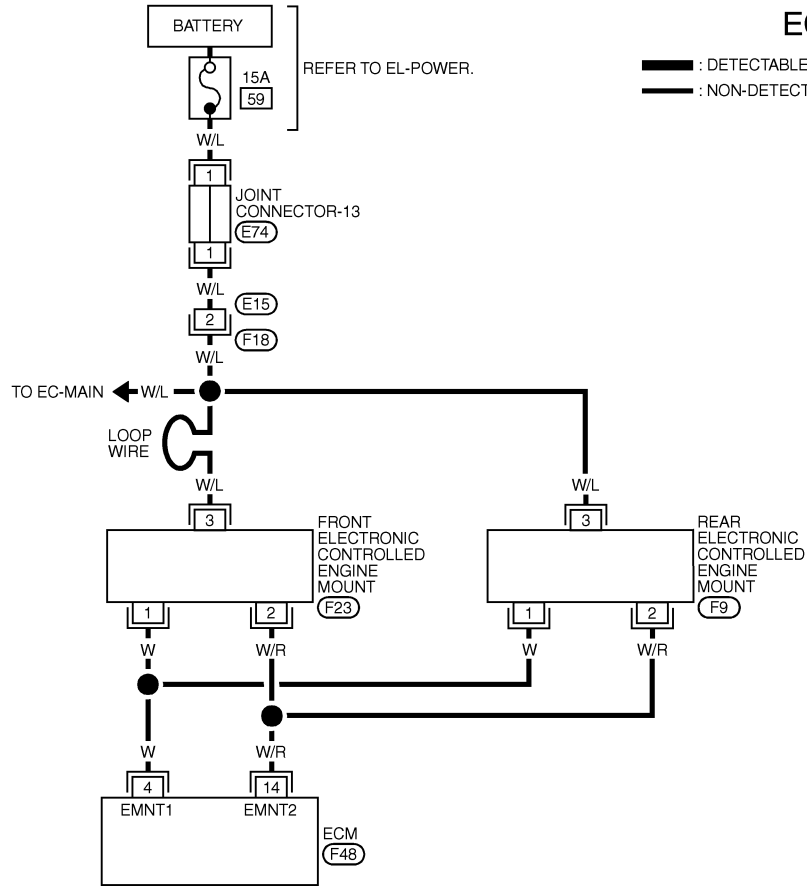 EC
BATTERY
: DETECTABLE
: NON-DETECT
REFER TO EL-POWER.
15A
59
W/L
1
JOINT
CONNECTOR-13
E74
1
W/L
E15
2
F18
W/L
TO EC-MAIN
W/L
LOOP
WIRE
W/L
W/L
3
FRONT
ELECTRONIC
CONTROLLED
ENGINE
MOUNT
F23
3
REAR
ELECTRONIC
CONTROLLED
ENGINE
MOUNT
F9
1
2
1
2
W
W/R
W
W/R
W
W/R
4
14
EMNT1
EMNT2
ECM
F48